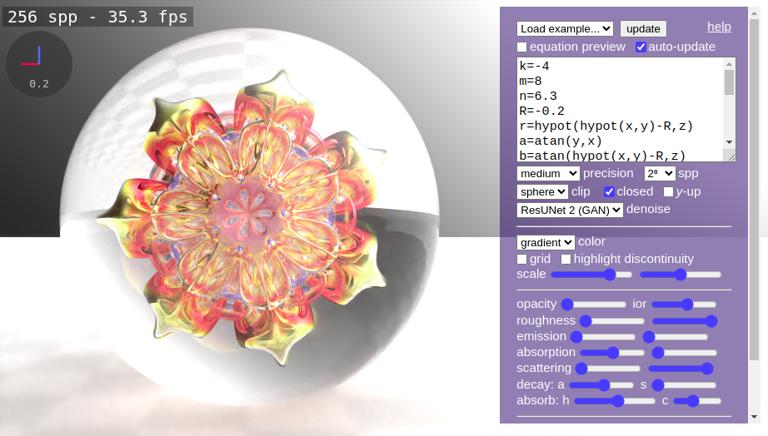 256 spp - 35.3 fps
0.2
Load example... update help
equation preview auto-update
k=-4
m=8
n=6.3
R=-0.2
r=hypot(hypot(x,y)-R,z)
a=atan(y,x)
b=atan(hypot(x,y)-R,z)
medium precision 2⁸ spp
sphere clip closed y-up
ResUNet 2 (GAN) denoise
gradient color
grid highlight discontinuity
scale
opacity ior
roughness
emission
absorption
scattering
decay: a s
absorb: h c